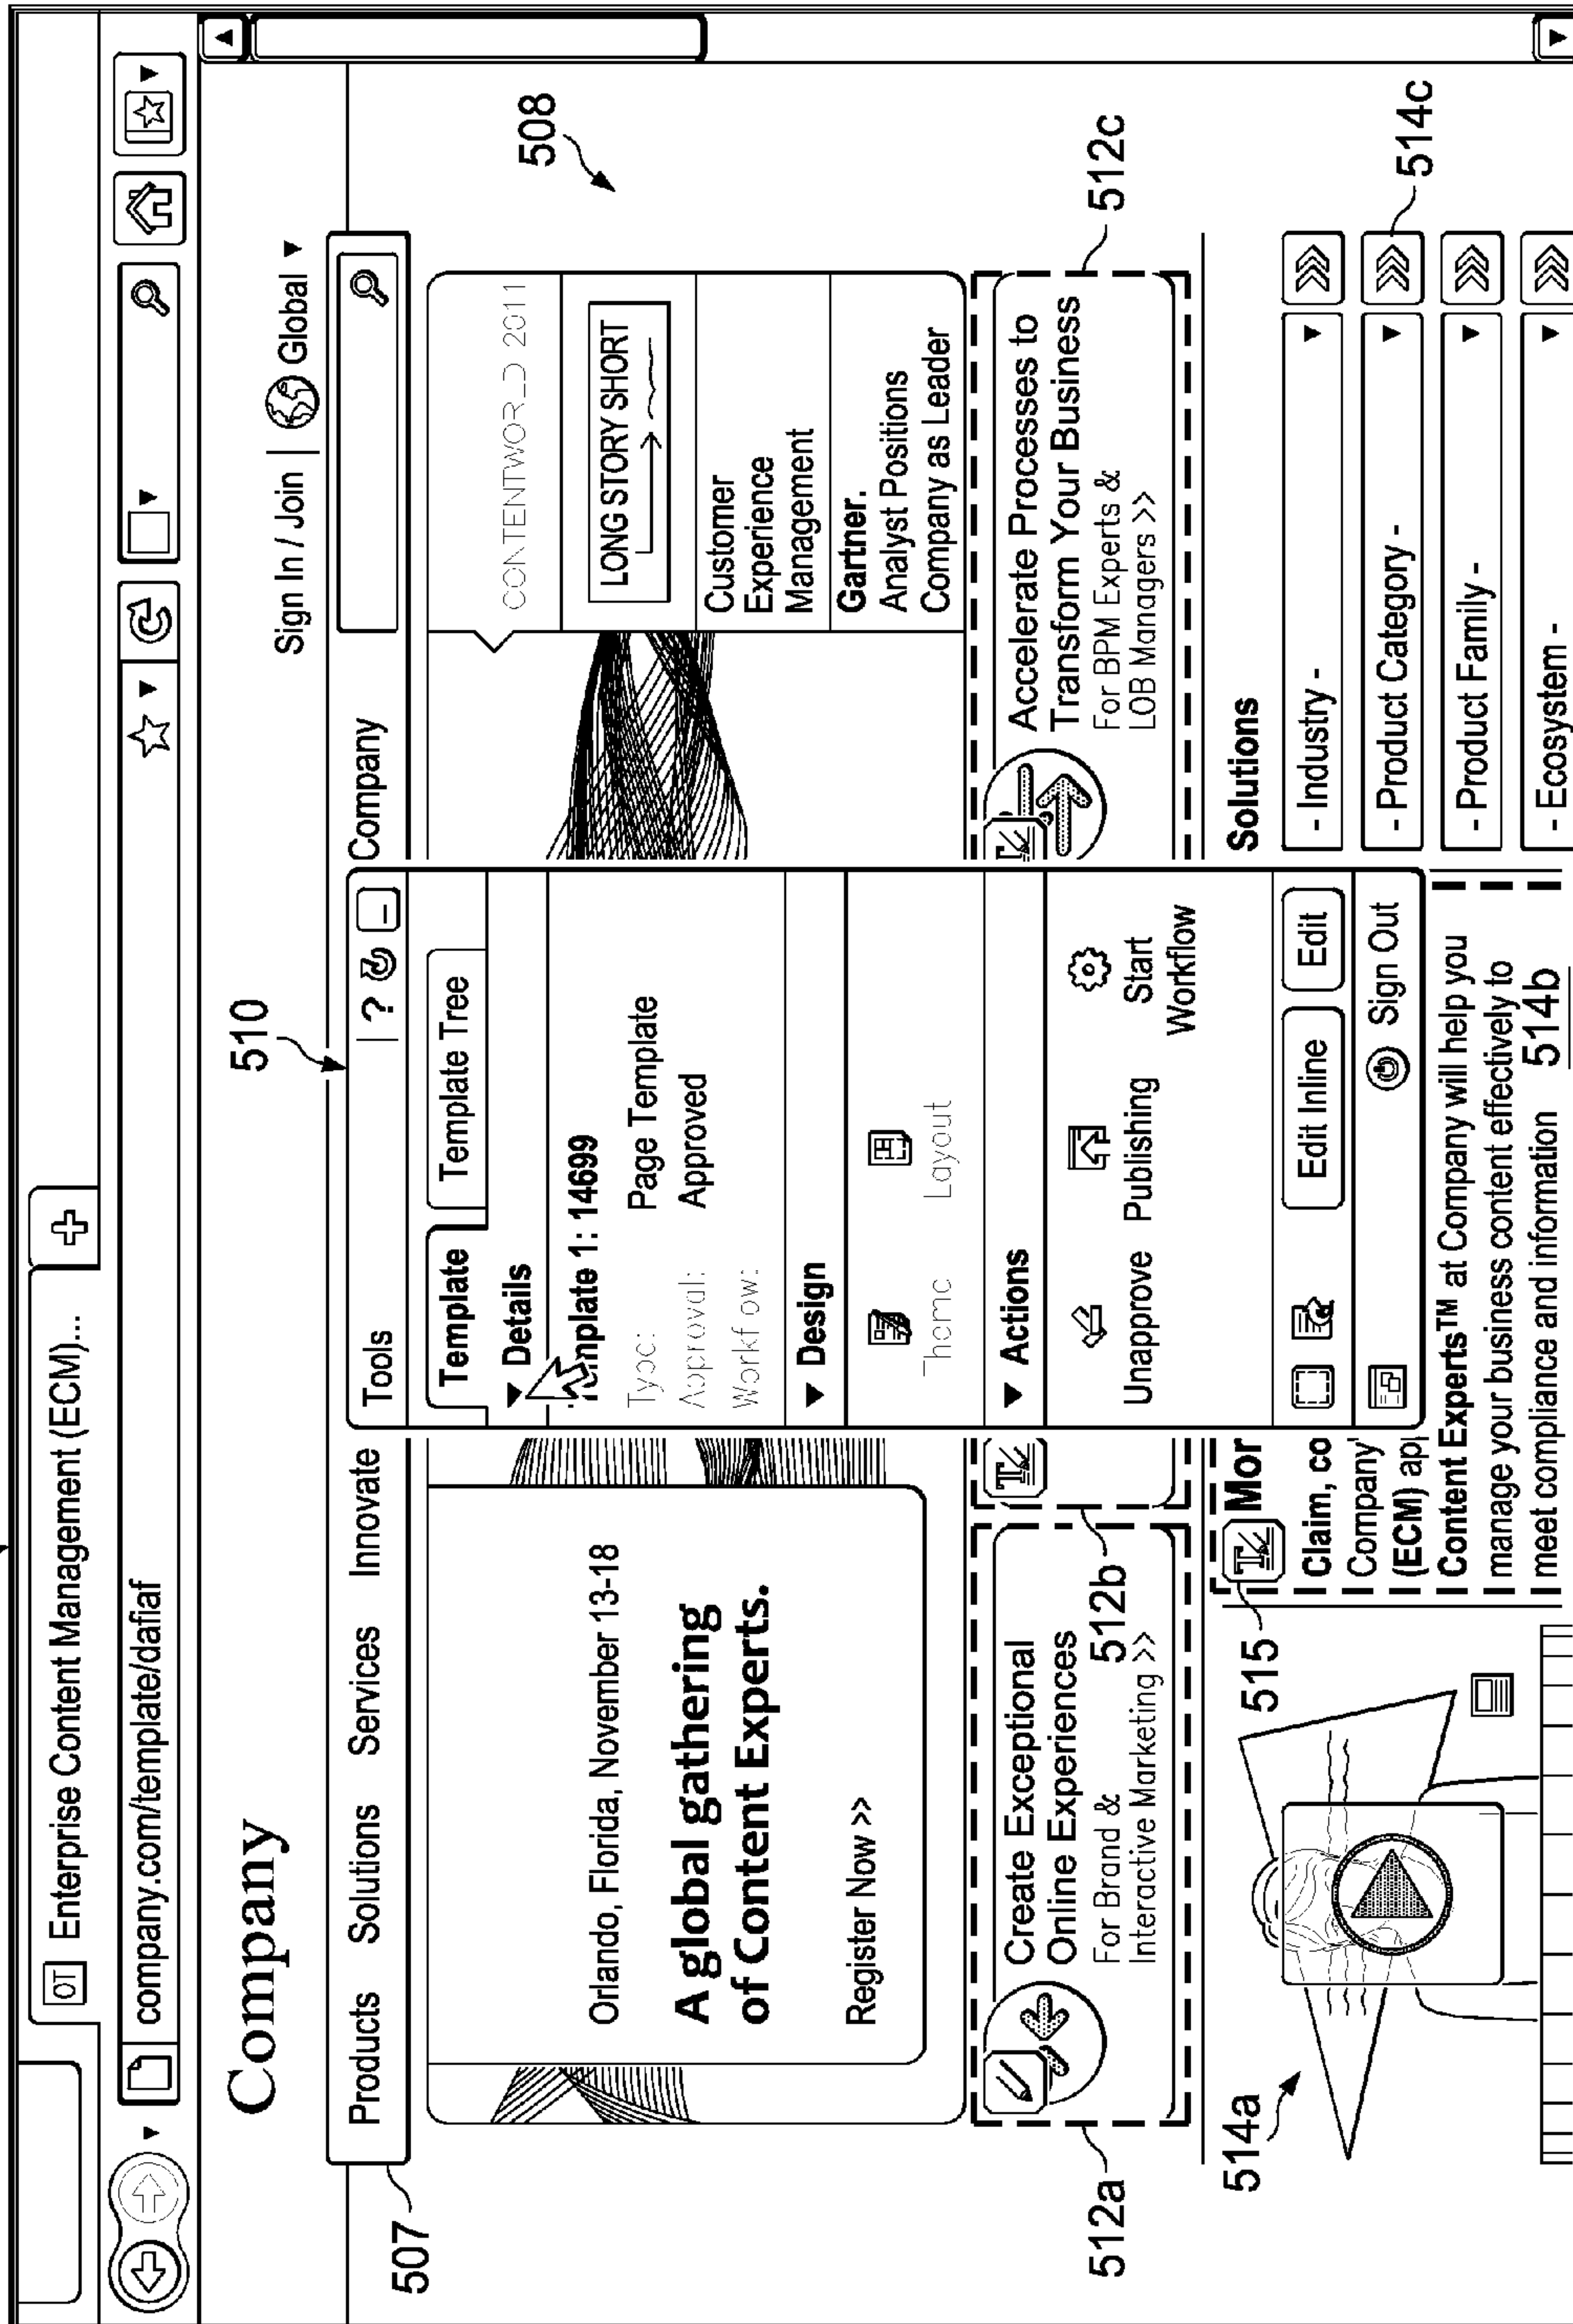 OT Enterprise Content Management (ECM)...
company.com/template/dafiaf
Company
Sign In / Join | Global
Products Solutions Services Innovate Company
507
508
510
Orlando, Florida, November 13-18
A global gathering
of Content Experts.
Register Now >>
Tools | ?
Template Template Tree
Details
Template 1: 14699
Type: Page Template
Approval: Approved
Workflow:
Design
Theme Layout
Actions
Unapprove Publishing Start
Workflow
Edit Inline Edit
Sign Out
CONTENTWORLD 2011
LONG STORY SHORT
Customer
Experience
Management
Gartner.
Analyst Positions
Company as Leader
512a
Create Exceptional
Online Experiences
For Brand &
Interactive Marketing >>
512b
Accelerate Processes to
Transform Your Business
For BPM Experts &
LOB Managers >>
512c
514a
515
Mor
Claim, co
Company'
(ECM) app
Content Experts™ at Company will help you
manage your business content effectively to
meet compliance and information
514b
Solutions
- Industry -
- Product Category -
- Product Family -
- Ecosystem -
514c